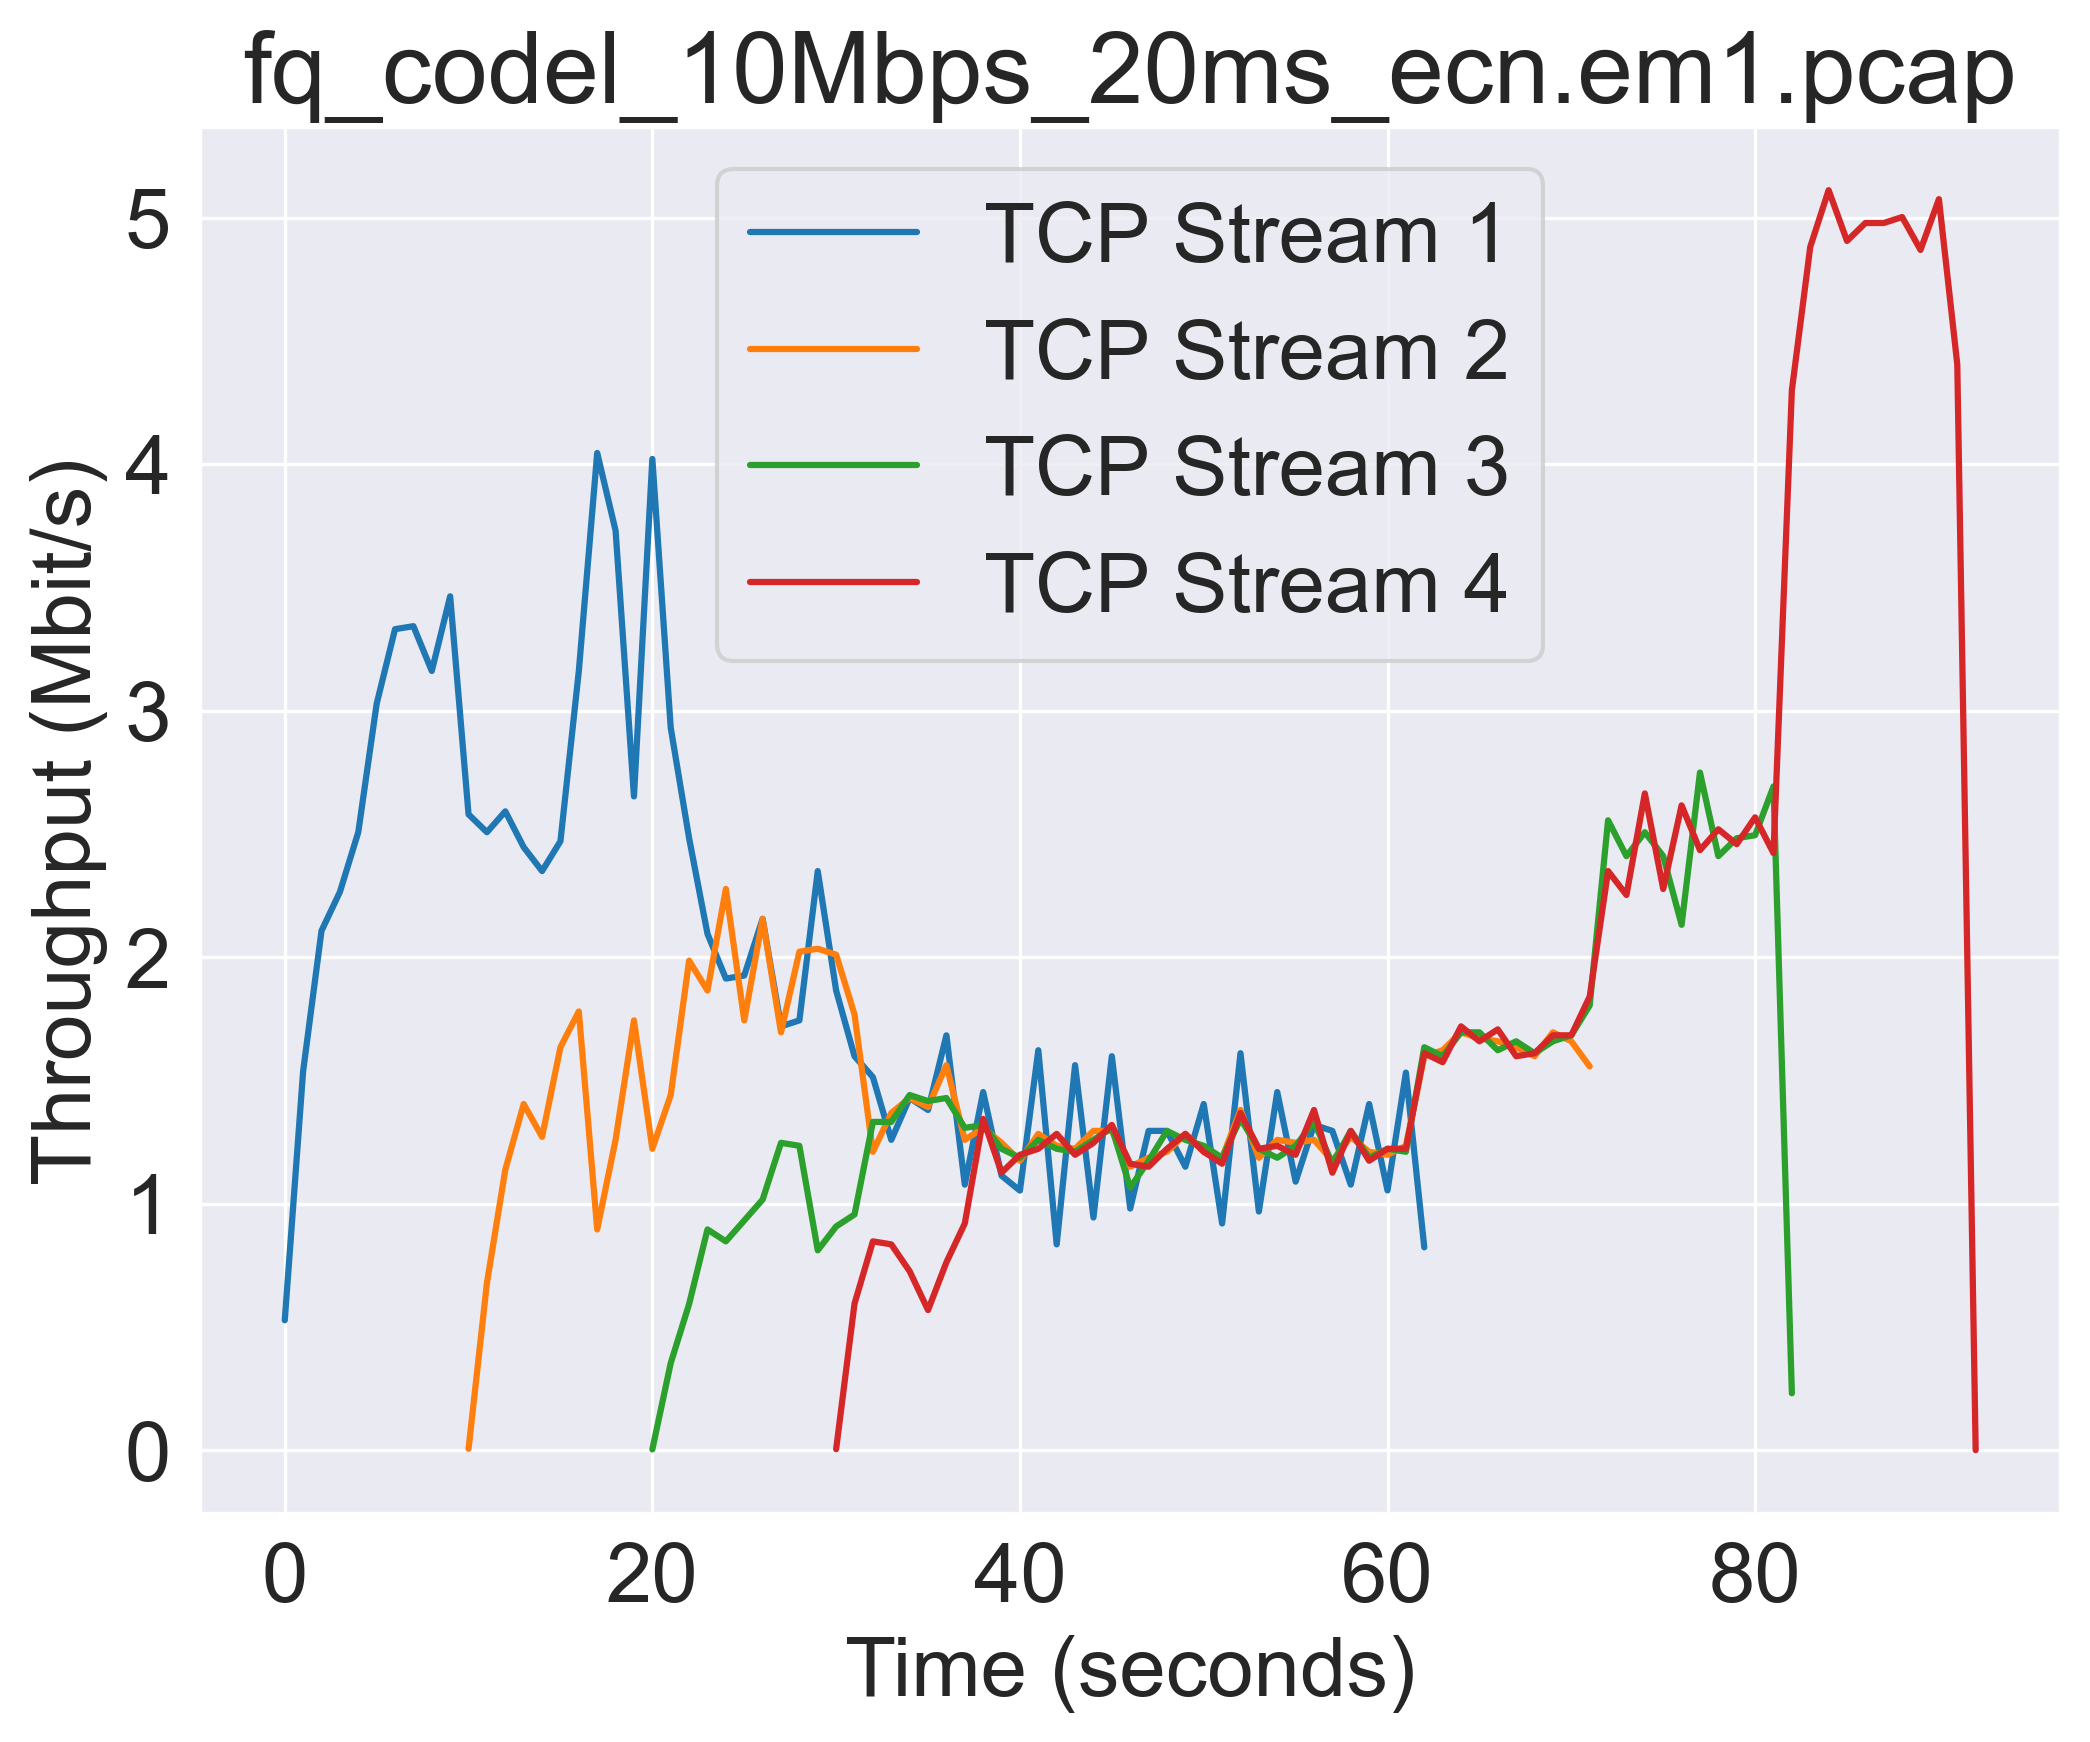 fq_codel_10Mbps_20ms_ecn.em1.pcap
TCP Stream 1
TCP Stream 2
TCP Stream 3
TCP Stream 4
Throughput (Mbit/s)
5
4
3
2
1
0
0 20 40 60 80
Time (seconds)